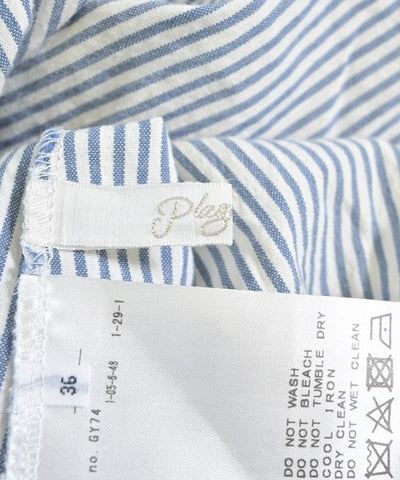 Plage
36
no. GY74
1-05-6-48
1-29-1
DO NOT WASH
DO NOT BLEACH
DO NOT TUMBLE DRY
COOL IRON
DRY CLEAN
DO NOT WET CLEAN